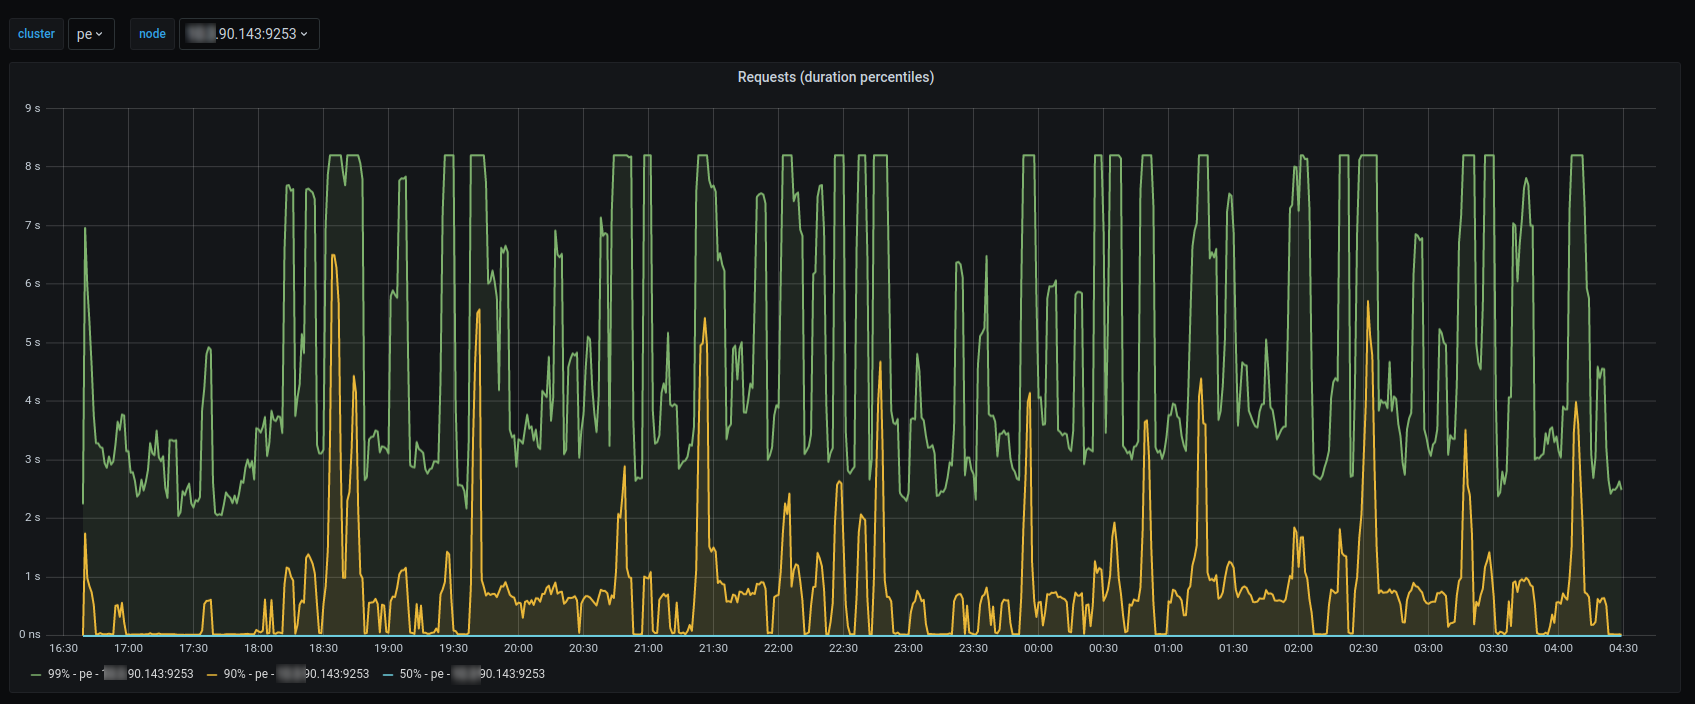 cluster pe node .90.143:9253
Requests (duration percentiles)
9 s
8 s
7 s
6 s
5 s
4 s
3 s
2 s
1 s
0 ns
16:30 17:00 17:30 18:00 18:30 19:00 19:30 20:00 20:30 21:00 21:30 22:00 22:30 23:00 23:30 00:00 00:30 01:00 01:30 02:00 02:30 03:00 03:30 04:00 04:30
99% - pe - 90.143:9253 90% - pe - 90.143:9253 50% - pe - 90.143:9253